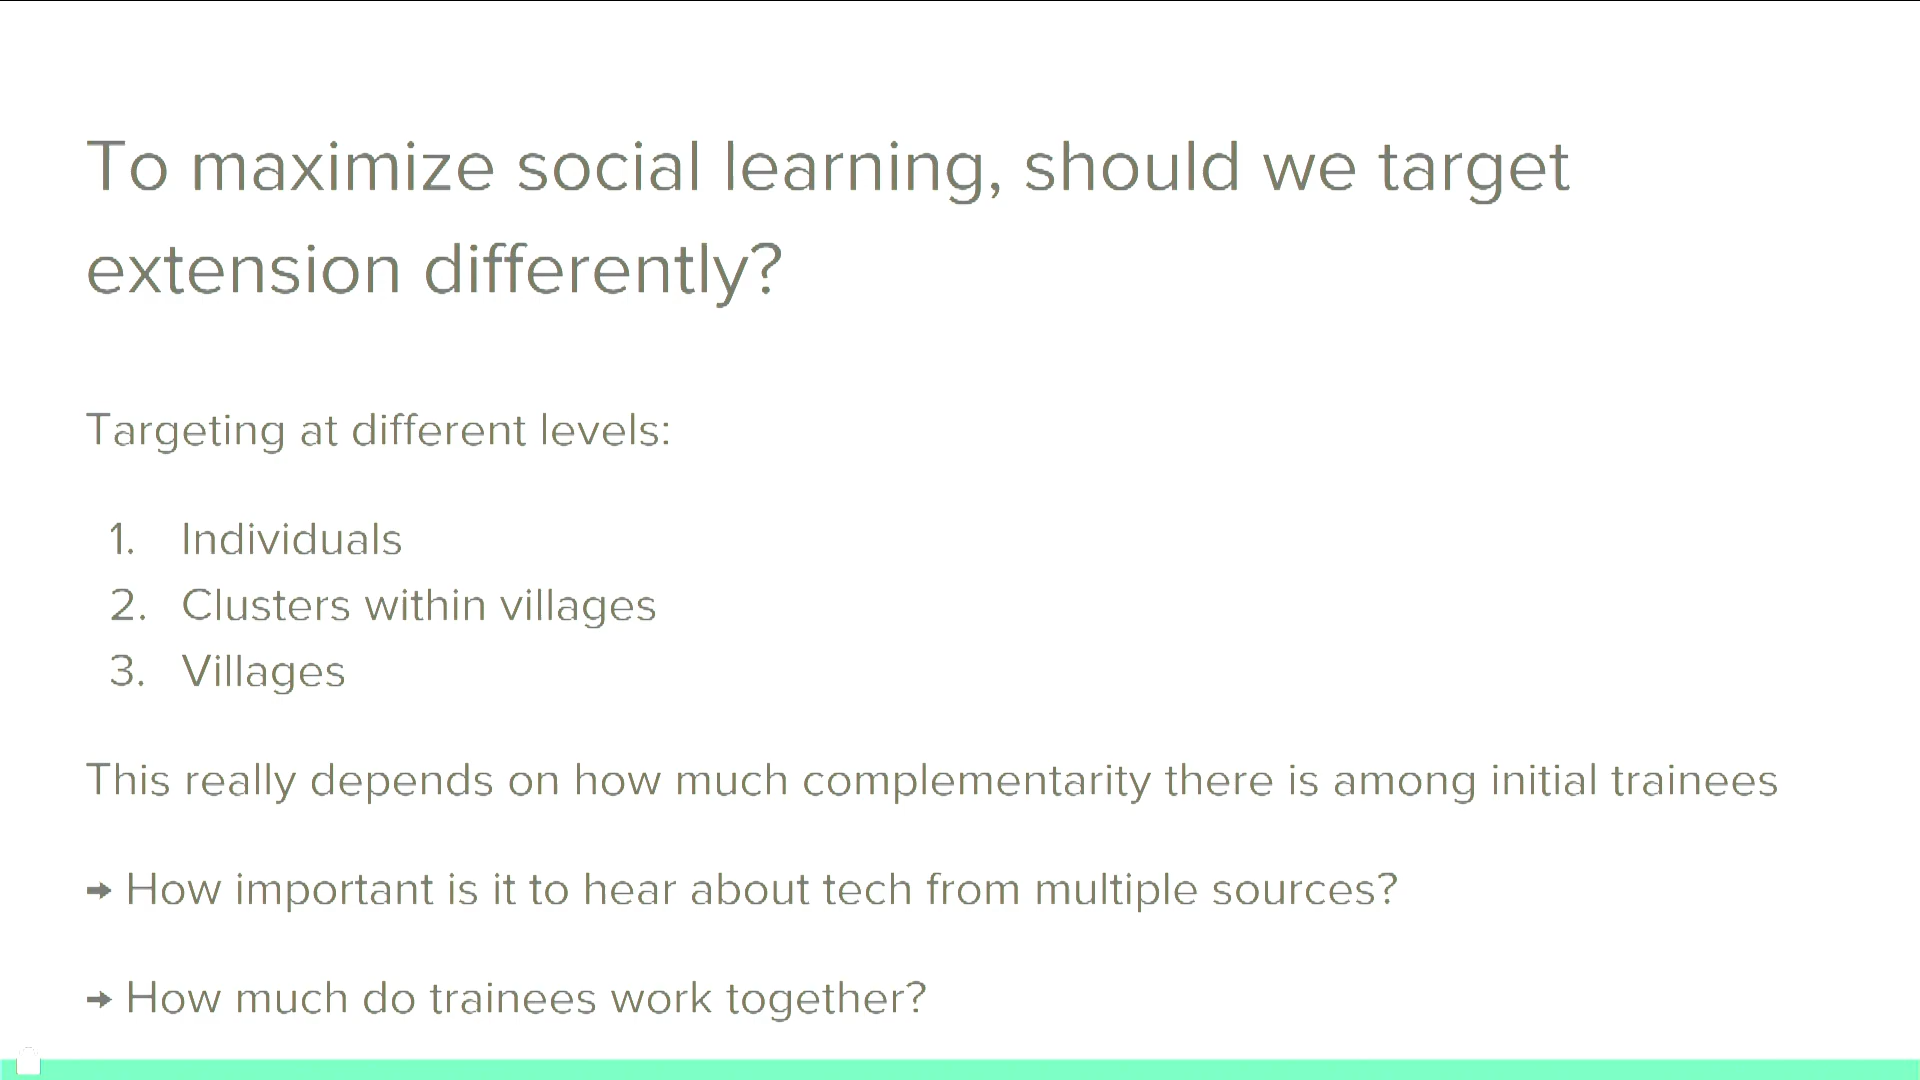 To maximize social learning, should we target
extension differently?
Targeting at different levels:
1. Individuals
2. Clusters within villages
3. Villages
This really depends on how much complementarity there is among initial trainees
➡ How important is it to hear about tech from multiple sources?
➡ How much do trainees work together?